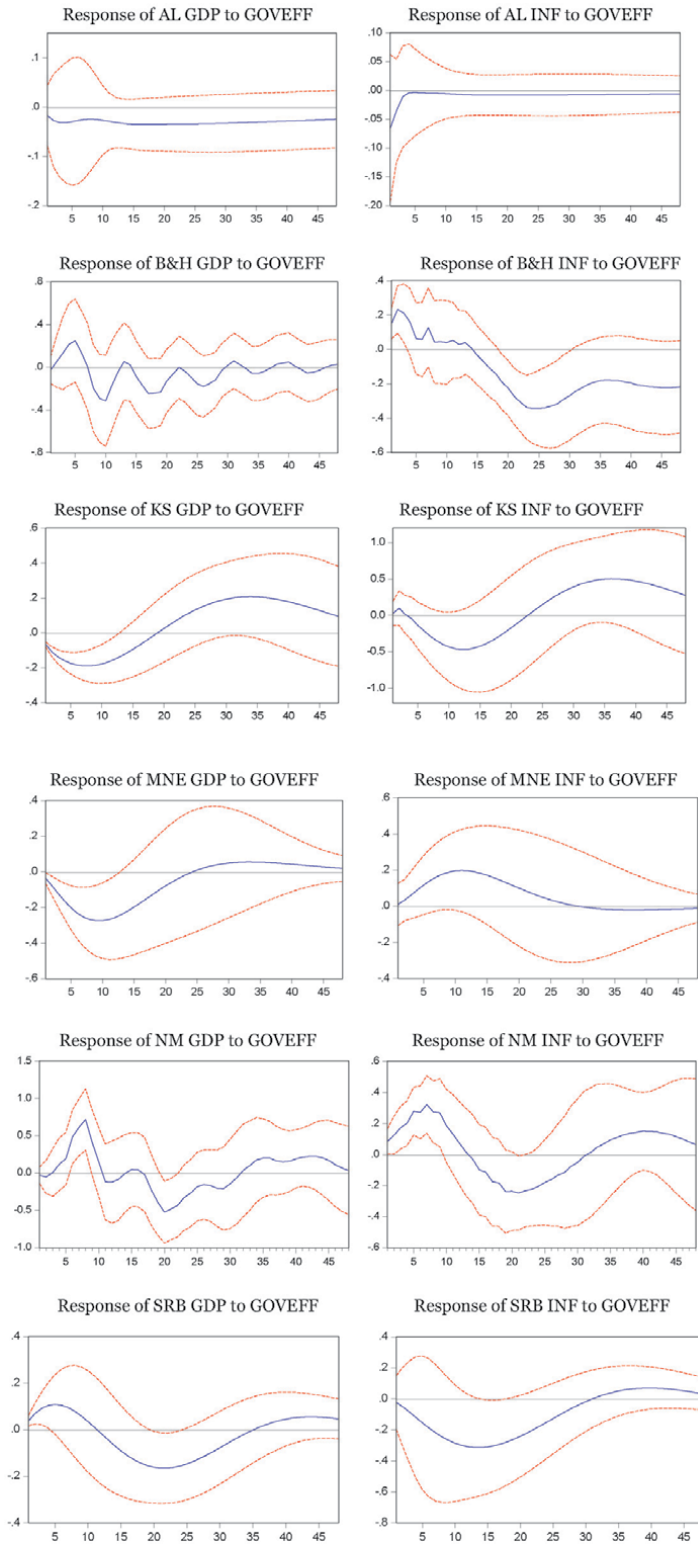 Response of AL GDP to GOVEFF
.1
.0
-.1
-.2
5 10 15 20 25 30 35 40 45
Response of AL INF to GOVEFF
.10
.05
.00
.05
.10
.15
.20
5 10 15 20 25 30 35 40 45
Response of B&H GDP to GOVEFF
.8
.4
.0
-.4
-.8
5 10 15 20 25 30 35 40 45
Response of B&H INF to GOVEFF
.4
.2
.0
.2
.4
.6
5 10 15 20 25 30 35 40 45
Response of KS GDP to GOVEFF
.6
.4
.2
.0
-.2
-.4
5 10 15 20 25 30 35 40 45
Response of KS INF to GOVEFF
1.0
0.5
0.0
-0.5
-1.0
5 10 15 20 25 30 35 40 45
Response of MNE GDP to GOVEFF
.4
.2
.0
-.2
-.4
-.6
5 10 15 20 25 30 35 40 45
Response of MNE INF to GOVEFF
.6
.4
.2
.0
-.2
-.4
5 10 15 20 25 30 35 40 45
Response of NM GDP to GOVEFF
1.5
1.0
0.5
0.0
-0.5
-1.0
5 10 15 20 25 30 35 40 45
Response of NM INF to GOVEFF
.6
.4
.2
.0
-.2
-.4
-.6
5 10 15 20 25 30 35 40 45
Response of SRB GDP to GOVEFF
.4
.2
.0
-.2
-.4
5 10 15 20 25 30 35 40 45
Response of SRB INF to GOVEFF
.4
.2
.0
-.2
-.4
-.6
-.8
5 10 15 20 25 30 35 40 45